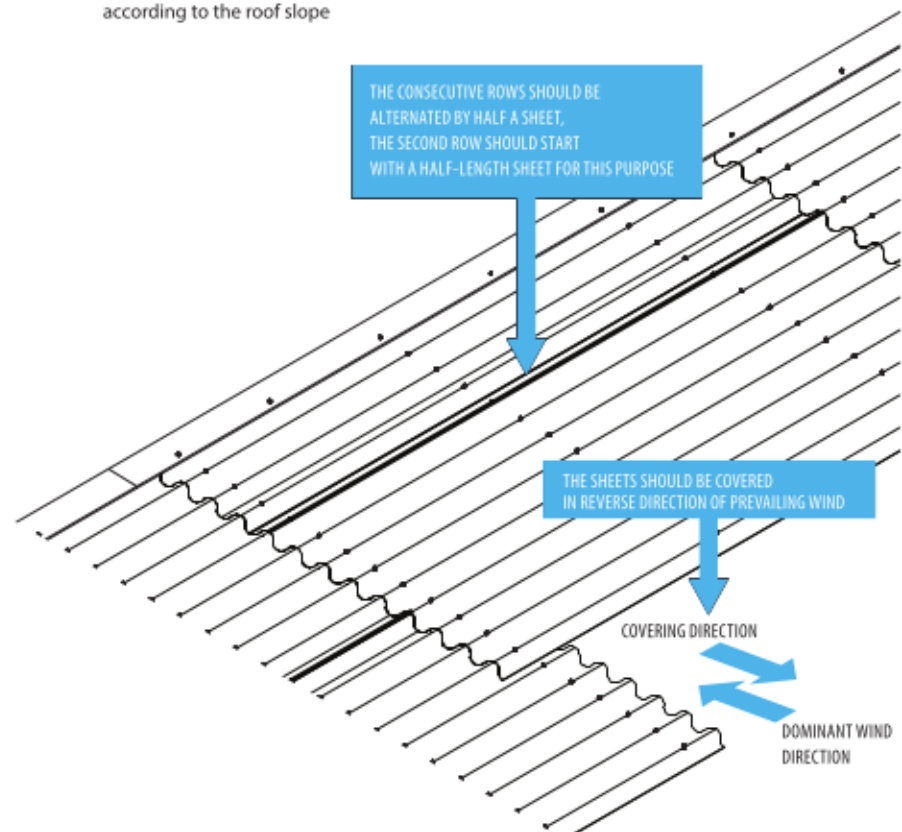 according to the roof slope
THE CONSECUTIVE ROWS SHOULD BE
ALTERNATED BY HALF A SHEET,
THE SECOND ROW SHOULD START
WITH A HALF-LENGTH SHEET FOR THIS PURPOSE
THE SHEETS SHOULD BE COVERED
IN REVERSE DIRECTION OF PREVAILING WIND
COVERING DIRECTION
DOMINANT WIND
DIRECTION